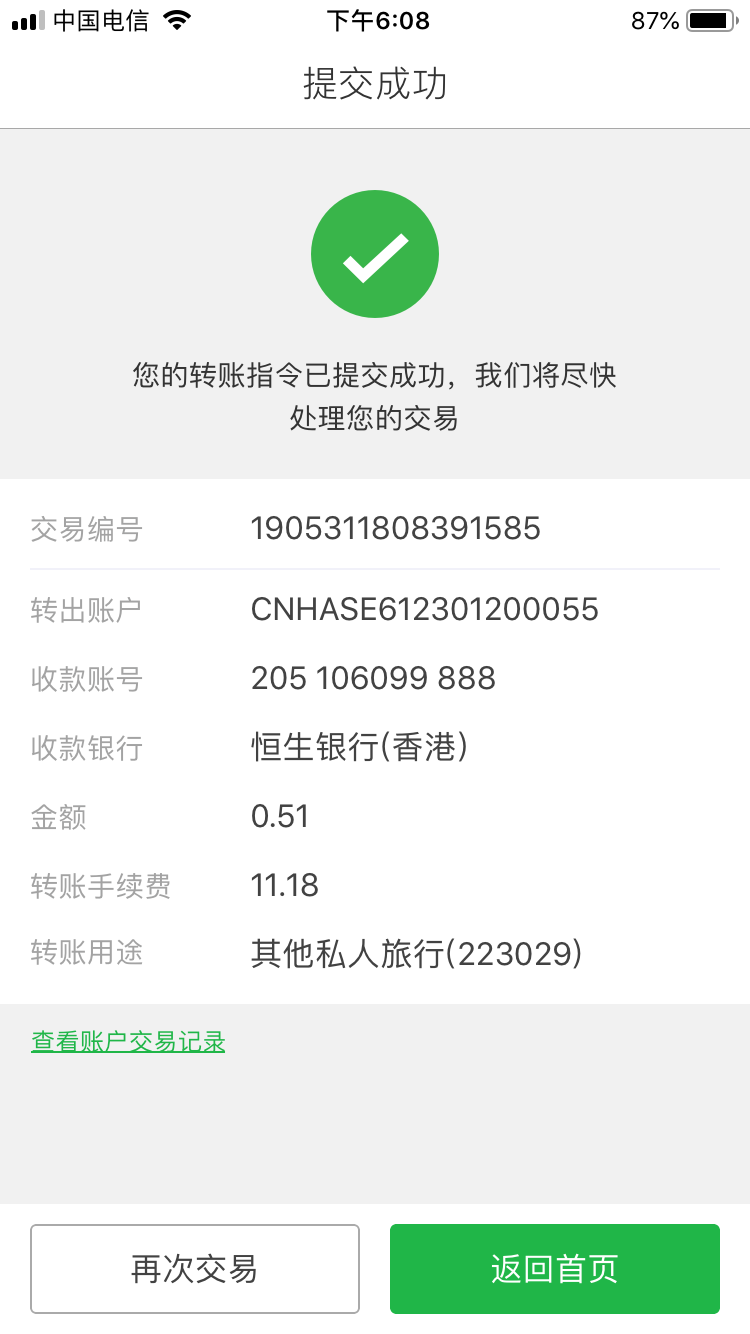 中国电信 下午6:08 87%
提交成功
您的转账指令已提交成功，我们将尽快
处理您的交易
交易编号 1905311808391585
转出账户 CNHASE612301200055
收款账号 205 106099 888
收款银行 恒生银行(香港)
金额 0.51
转账手续费 11.18
转账用途 其他私人旅行(223029)
查看账户交易记录
再次交易 返回首页